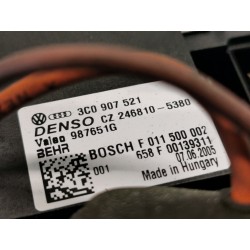 3C0 907 521
DENSO CZ 246810-5380
Valeo 987651G
BEHR
BOSCH F 011 500 002
658 F 00139311
001
07.06.2005
Made in Hungary